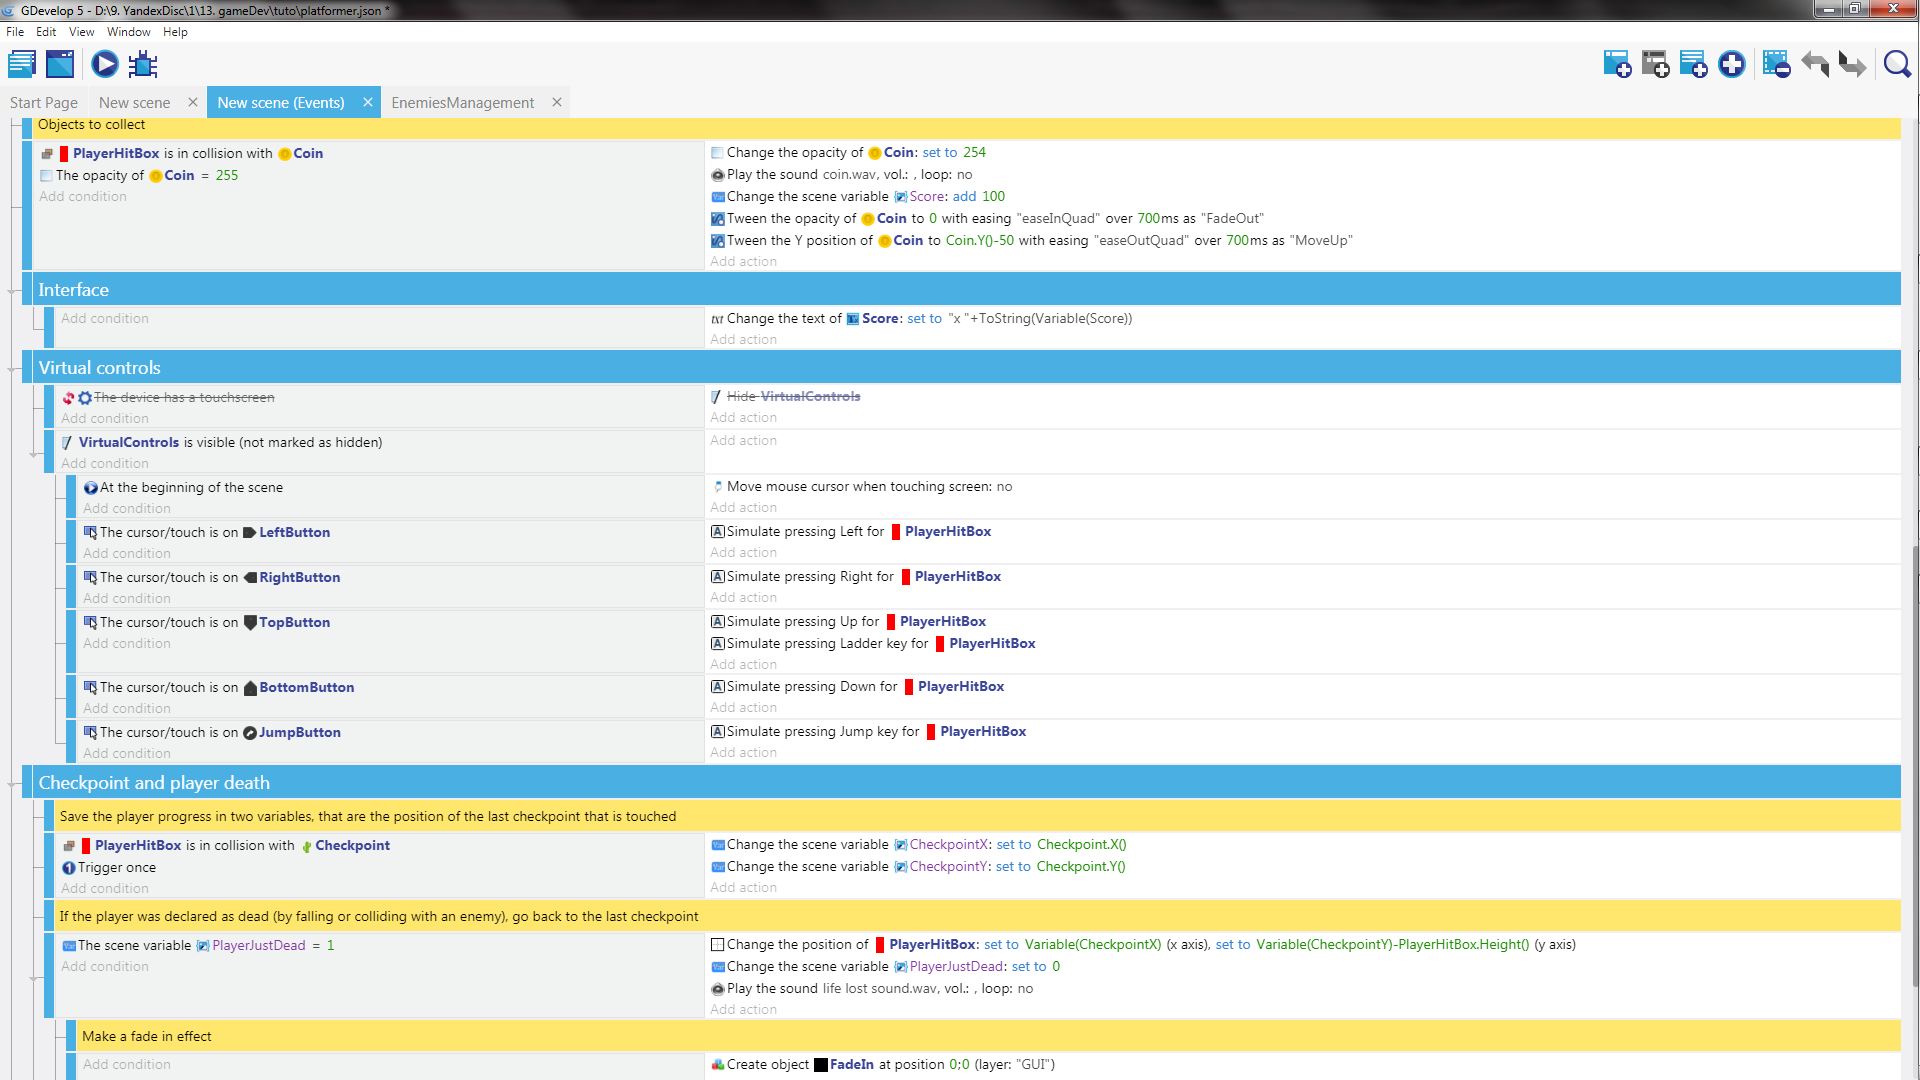 GDevelop 5 - D:\9. YandexDisc\1\13. gameDev\tuto\platformer.json *
File Edit View Window Help
Start Page New scene New scene (Events) EnemiesManagement
Objects to collect
PlayerHitBox is in collision with Coin
The opacity of Coin = 255
Add condition
Change the opacity of Coin: set to 254
Play the sound coin.wav, vol.: , loop: no
Change the scene variable Score: add 100
Tween the opacity of Coin to 0 with easing "easeInQuad" over 700ms as "FadeOut"
Tween the Y position of Coin to Coin.Y()-50 with easing "easeOutQuad" over 700ms as "MoveUp"
Add action
Interface
Add condition
Change the text of Score: set to "x "+ToString(Variable(Score))
Add action
Virtual controls
The device has a touchscreen
Add condition
Hide VirtualControls
Add action
VirtualControls is visible (not marked as hidden)
Add condition
Add action
At the beginning of the scene
Add condition
Move mouse cursor when touching screen: no
Add action
The cursor/touch is on LeftButton
Add condition
Simulate pressing Left for PlayerHitBox
Add action
The cursor/touch is on RightButton
Add condition
Simulate pressing Right for PlayerHitBox
Add action
The cursor/touch is on TopButton
Add condition
Simulate pressing Up for PlayerHitBox
Simulate pressing Ladder key for PlayerHitBox
Add action
The cursor/touch is on BottomButton
Add condition
Simulate pressing Down for PlayerHitBox
Add action
The cursor/touch is on JumpButton
Add condition
Simulate pressing Jump key for PlayerHitBox
Add action
Checkpoint and player death
Save the player progress in two variables, that are the position of the last checkpoint that is touched
PlayerHitBox is in collision with Checkpoint
Trigger once
Add condition
Change the scene variable CheckpointX: set to Checkpoint.X()
Change the scene variable CheckpointY: set to Checkpoint.Y()
Add action
If the player was declared as dead (by falling or colliding with an enemy), go back to the last checkpoint
The scene variable PlayerJustDead = 1
Add condition
Change the position of PlayerHitBox: set to Variable(CheckpointX) (x axis), set to Variable(CheckpointY)-PlayerHitBox.Height() (y axis)
Change the scene variable PlayerJustDead: set to 0
Play the sound life lost sound.wav, vol.: , loop: no
Add action
Make a fade in effect
Add condition
Create object FadeIn at position 0;0 (layer: "GUI")